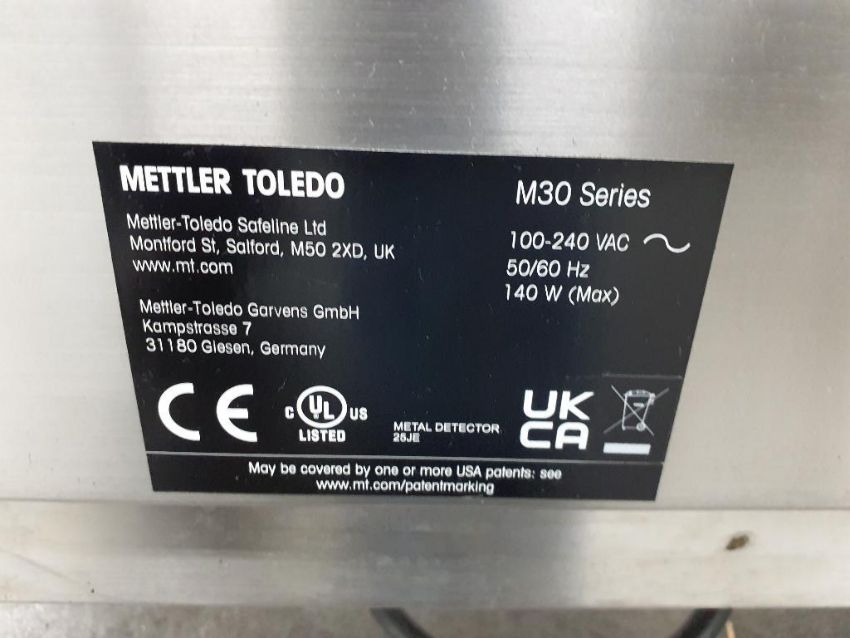 METTLER TOLEDO
Mettler-Toledo Safeline Ltd
Montford St, Salford, M50 2XD, UK
www.mt.com
Mettler-Toledo Garvens GmbH
Kampstrasse 7
31180 Giesen, Germany
M30 Series
100-240 VAC
50/60 Hz
140 W (Max)
CE
C UL US
LISTED
METAL DETECTOR
25JE
UK
CA
May be covered by one or more USA patents: see
www.mt.com/patentmarking